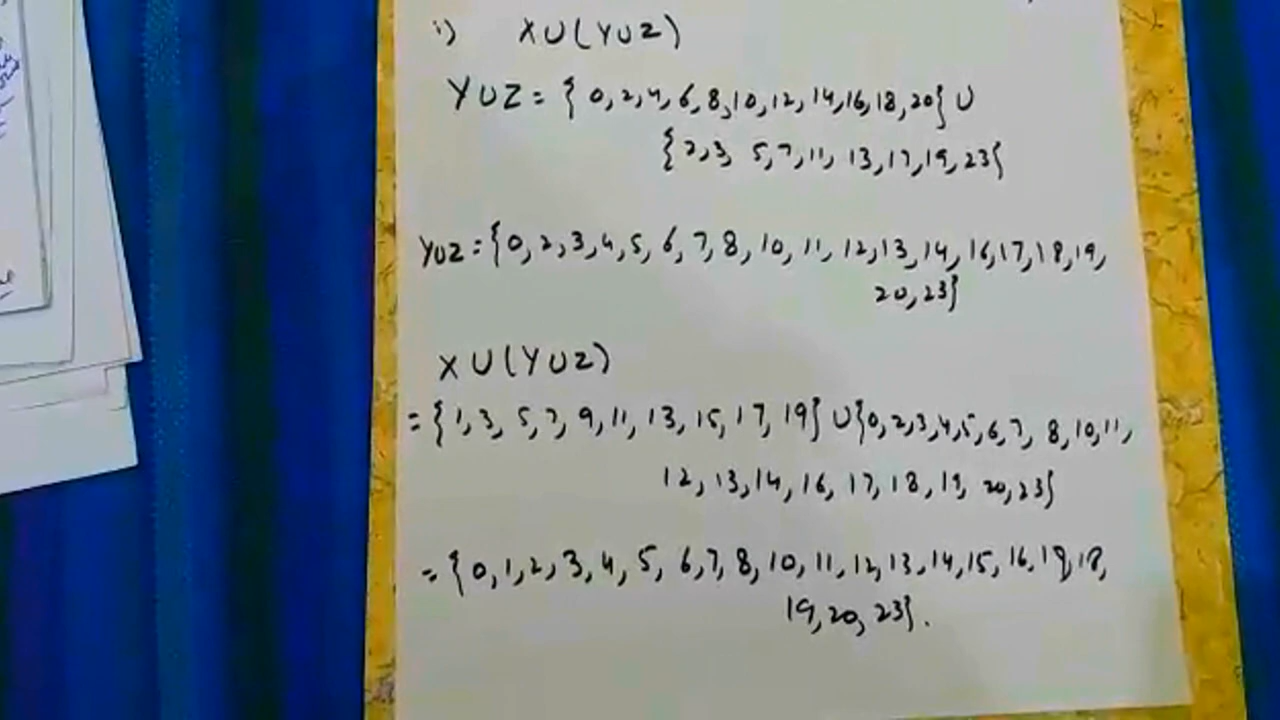 i) X∪(Y∪Z)
Y∪Z = { 0,2,4,6,8,10,12,14,16,18,20} ∪
{2,3, 5,7,11, 13,17,19,23}
Y∪Z = {0,2,3,4,5,6,7,8,10,11,12,13,14,16,17,18,19,
20,23}
X∪(Y∪Z)
= {1,3,5,7,9,11,13,15,17,19} ∪{0,2,3,4,5,6,7,8,10,11,
12,13,14,16,17,18,19,20,23}
= {0,1,2,3,4,5,6,7,8,10,11,12,13,14,15,16,17,18,
19,20,23}.